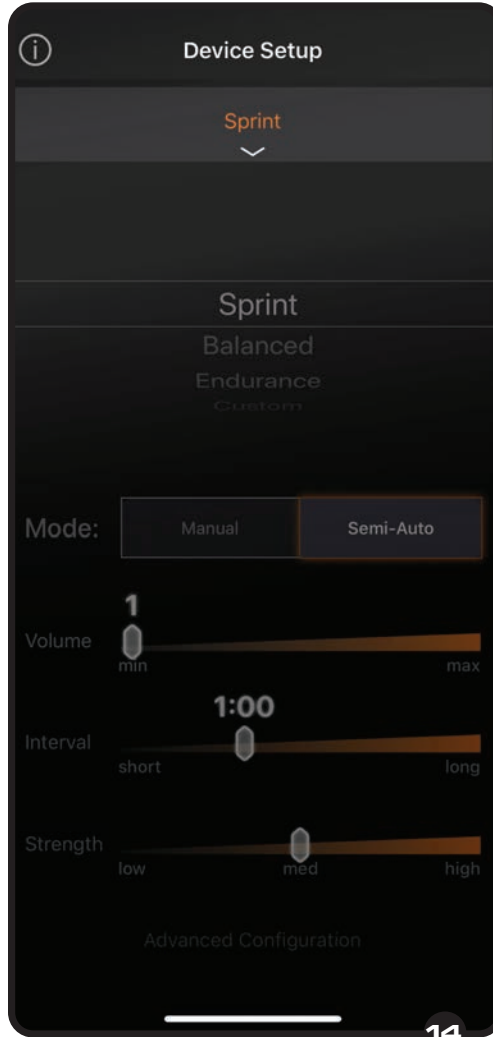 Device Setup
Sprint
Sprint
Balanced
Endurance
Custom
Mode: Manual Semi-Auto
1
Volume
min max
1:00
Interval
short long
Strength
low med high
Advanced Configuration
14